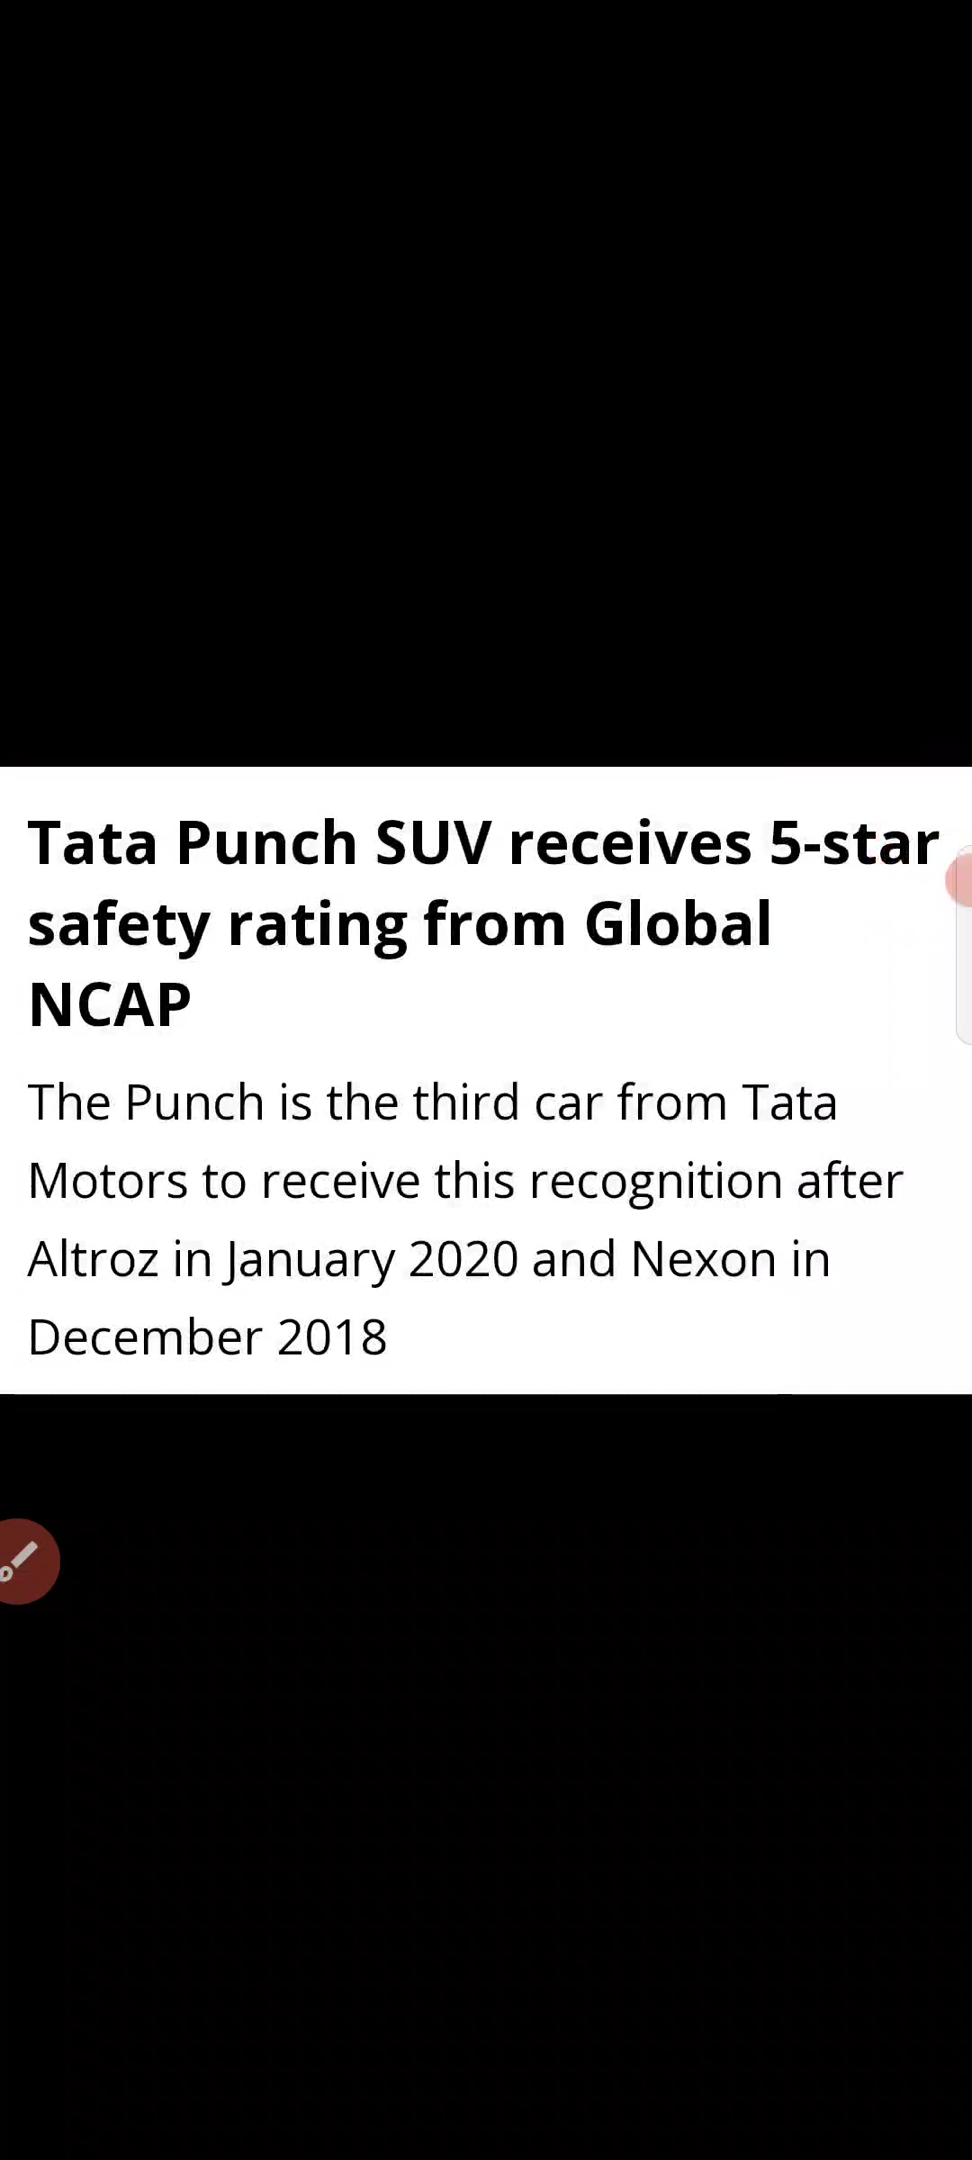 Tata Punch SUV receives 5-star
safety rating from Global
NCAP
The Punch is the third car from Tata
Motors to receive this recognition after
Altroz in January 2020 and Nexon in
December 2018